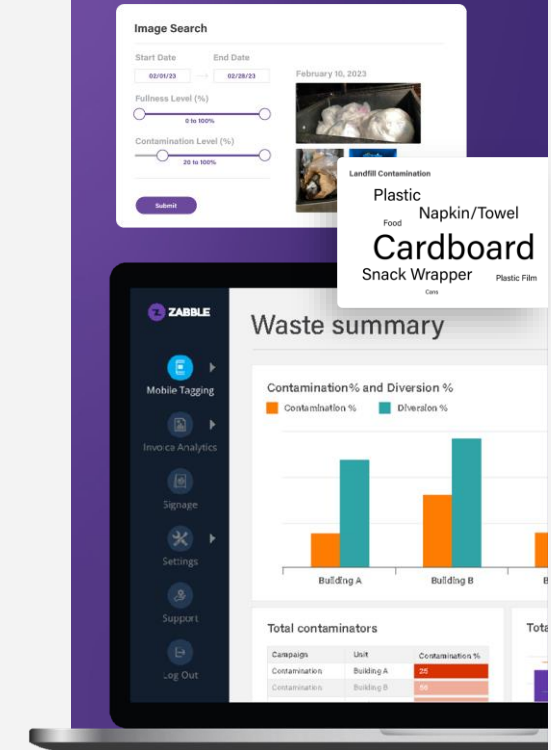 Image Search
Start Date
End Date
02/01/23
02/28/23
Fullness Level (%)
0 to 100%
Contamination Level (%)
20 to 100%
Submit
February 10, 2023
Landfill Contamination
Plastic
Food
Napkin/Towel
Cardboard
Snack Wrapper
Plastic Film
Cans
ZABBLE
Mobile Tagging
Invoice Analytics
Signage
Settings
Support
Log Out
Waste summary
Contamination% and Diversion %
Contamination %
Diversion %
Building A
Building B
B
Total contaminators
Campaign
Unit
Contamination %
Contamination
Building A
25
Contamination
Building B
Tota